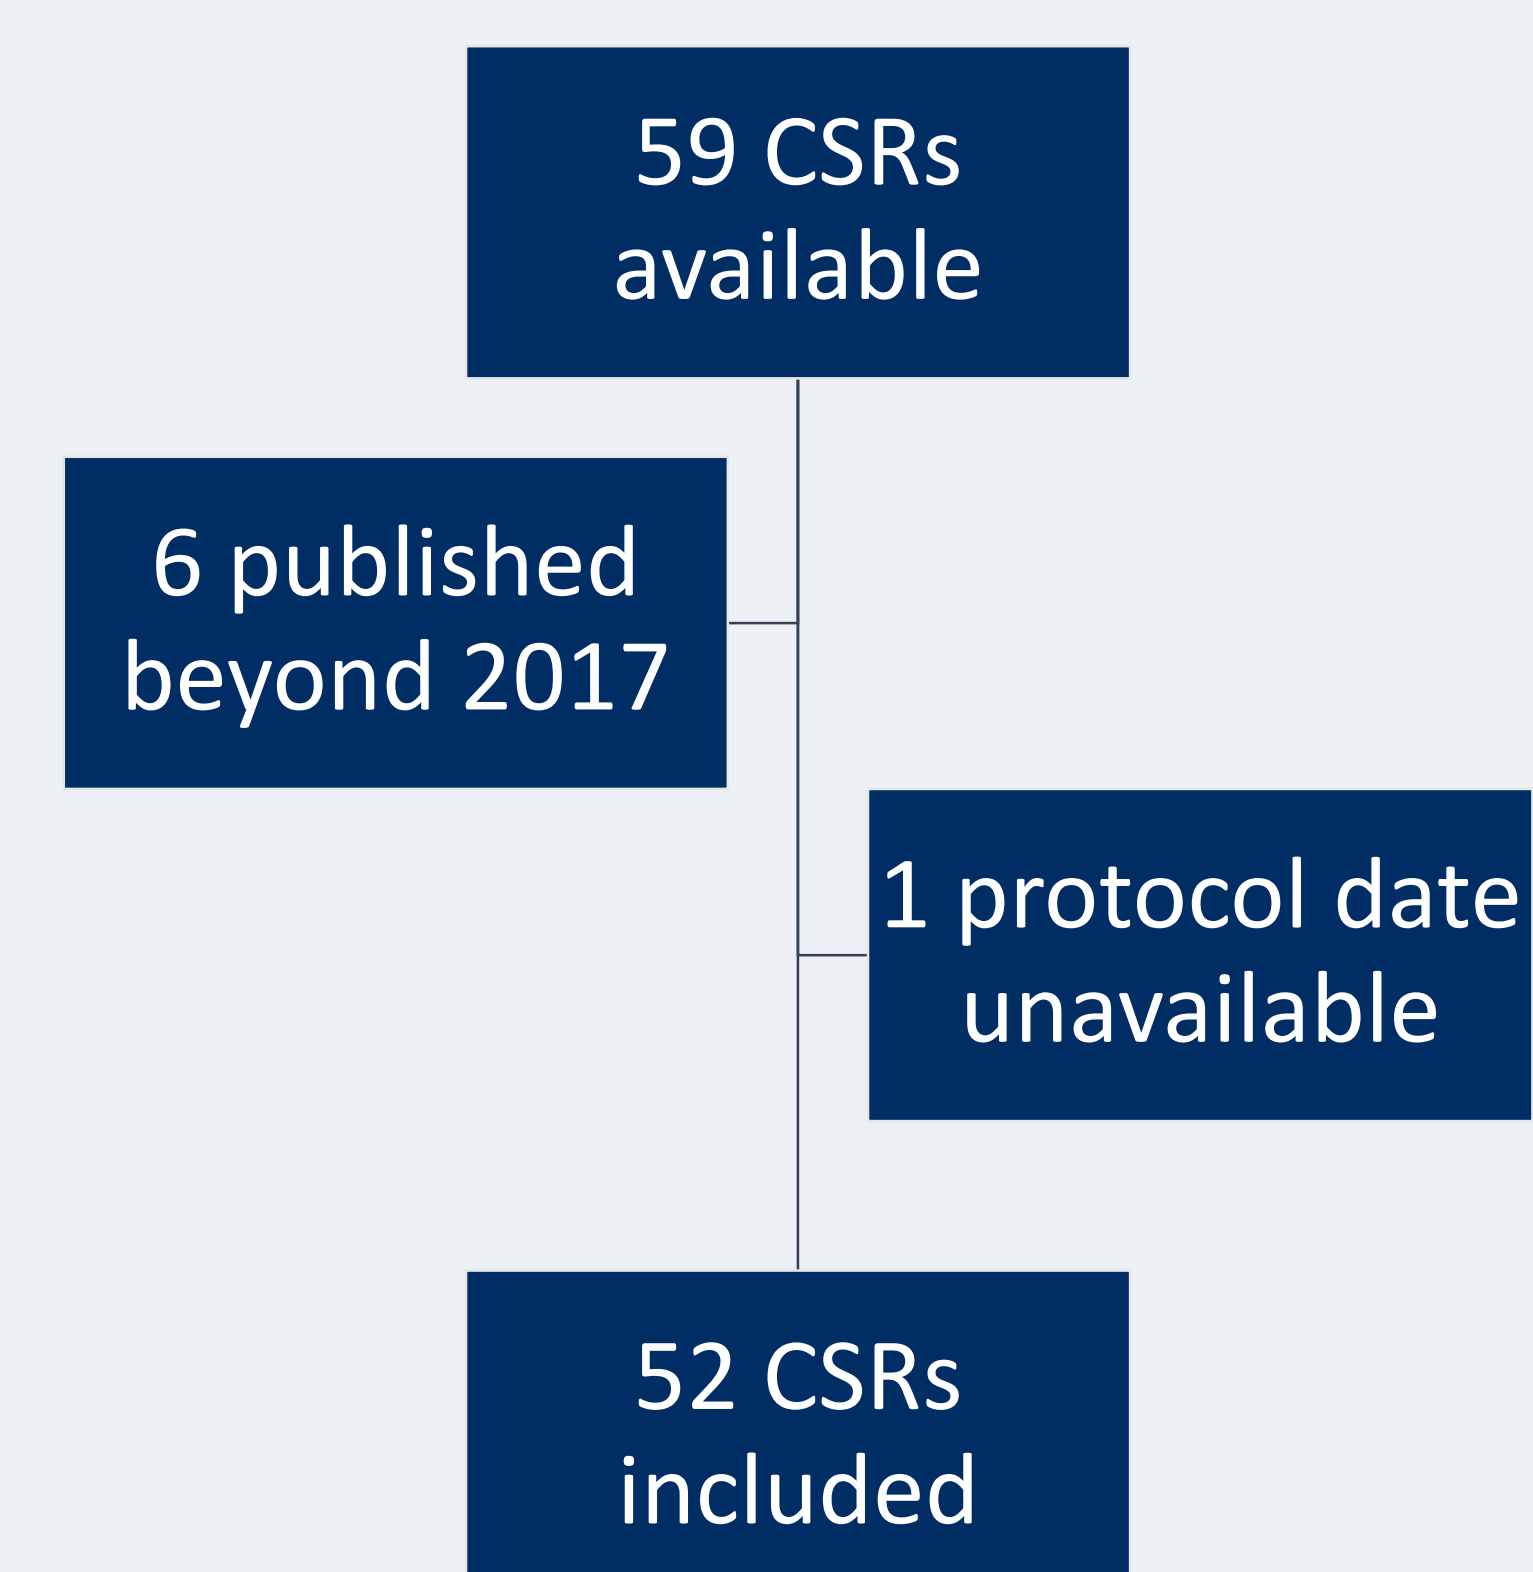 59 CSRs
available
6 published
beyond 2017
1 protocol date
unavailable
52 CSRs
included